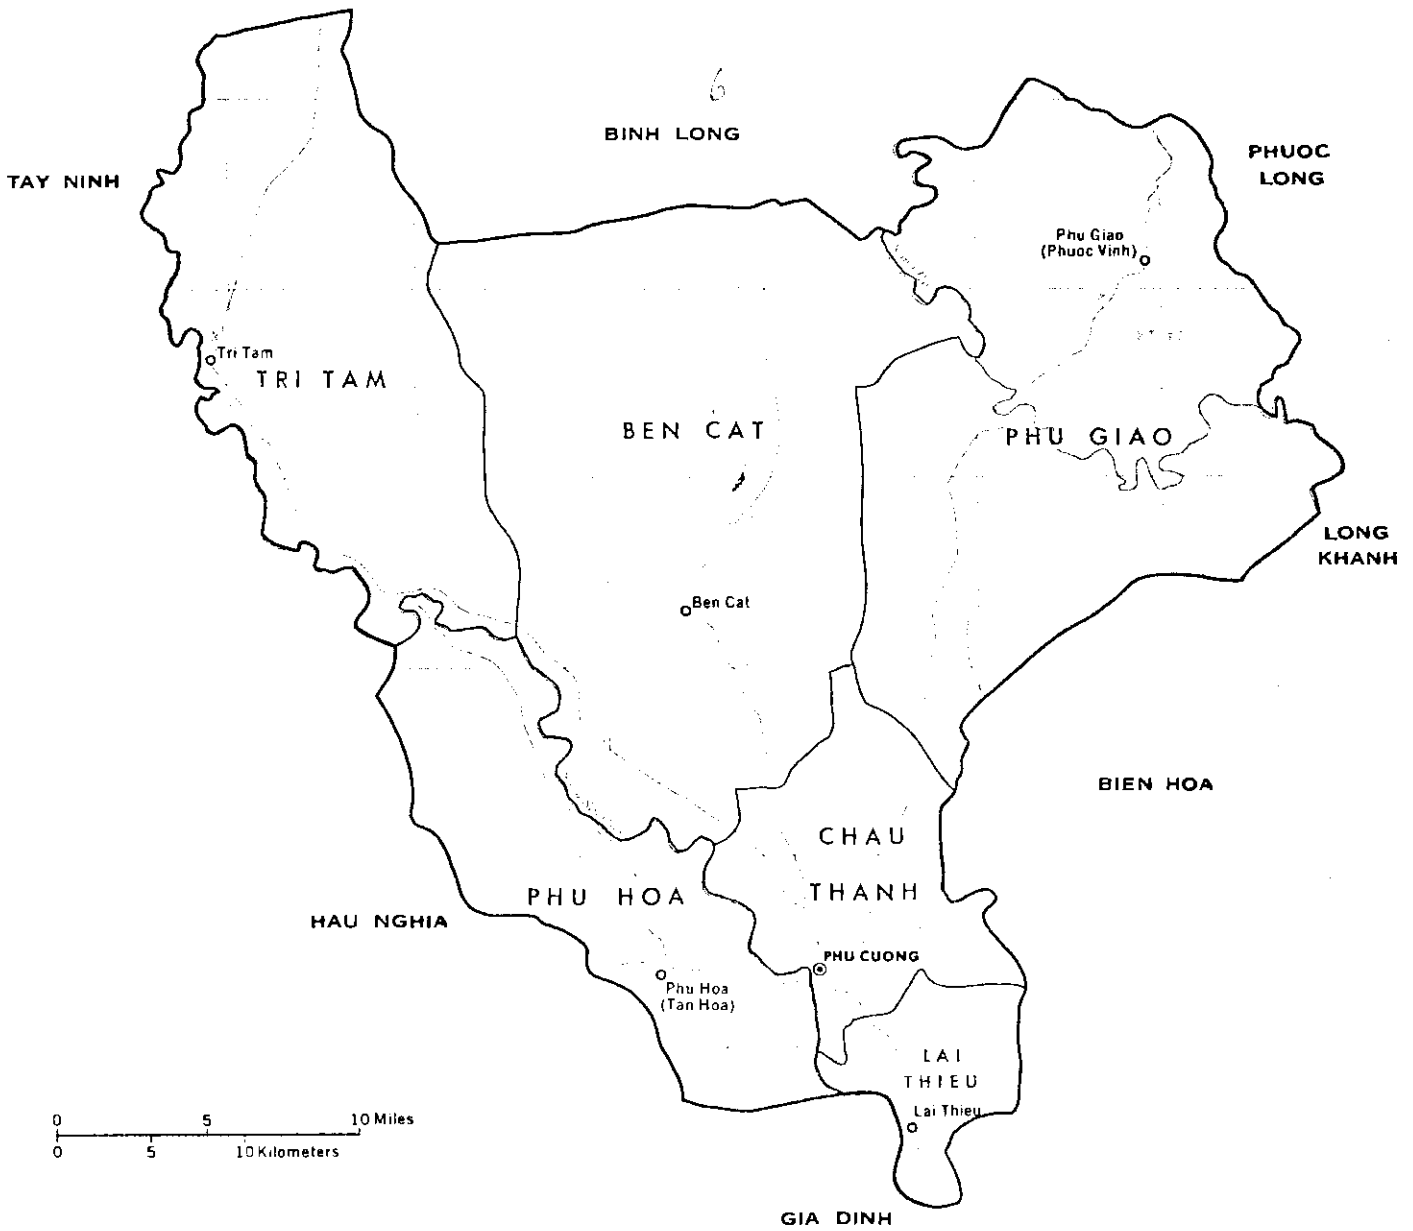 6
BINH LONG
PHUOC
LONG
TAY NINH
Phu Giao
(Phuoc Vinh)
Tri Tam
TRI TAM
BEN CAT
PHU GIAO
LONG
KHANH
Ben Cat
BIEN HOA
CHAU
THANH
PHU HOA
HAU NGHIA
PHU CUONG
Phu Hoa
(Tan Hoa)
LAI
THIEU
Lai Thieu
0 5 10 Miles
0 5 10 Kilometers
GIA DINH